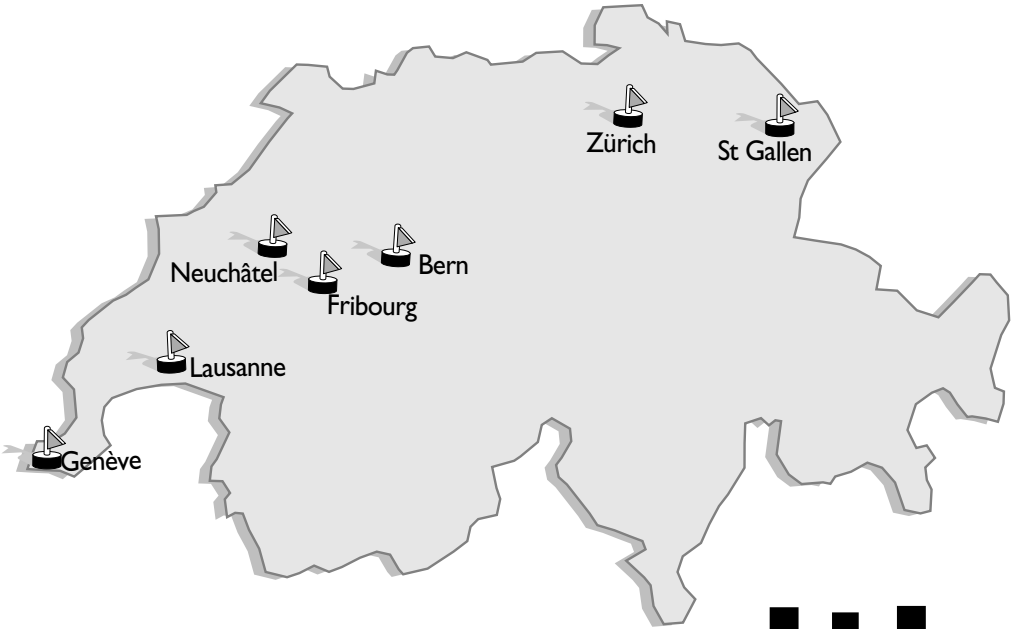 Zürich
St Gallen
Neuchâtel
Bern
Fribourg
Lausanne
Genève